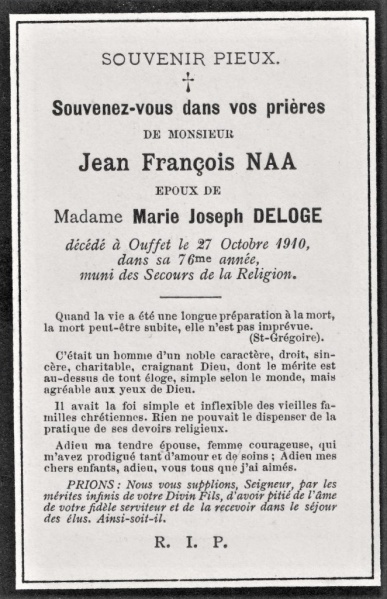 SOUVENIR PIEUX.
Souvenez-vous dans vos prières
DE MONSIEUR
Jean François NAA
EPOUX DE
Madame Marie Joseph DELOGE
décédé à Ouffet le 27 Octobre 1910,
dans sa 76me année,
muni des Secours de la Religion.
Quand la vie a été une longue préparation à la mort,
la mort peut-être subite, elle n'est pas imprévue.
(St-Grégoire).
C'était un homme d'un noble caractère, droit, sin-
cère, charitable, craignant Dieu, dont le mérite est
au-dessus de tout éloge, simple selon le monde, mais
agréable aux yeux de Dieu.
Il avait la foi simple et inflexible des vieilles fa-
milles chrétiennes. Rien ne pouvait le dispenser de la
pratique de ses devoirs religieux.
Adieu ma tendre épouse, femme courageuse, qui
m'avez prodigué tant d'amour et de soins ; Adieu mes
chers enfants, adieu, vous tous que j'ai aimés.
PRIONS : Nous vous supplions, Seigneur, par les
mérites infinis de votre Divin Fils, d'avoir pitié de l'âme
de votre fidèle serviteur et de la recevoir dans le séjour
des élus. Ainsi-soit-il.
R. I. P.